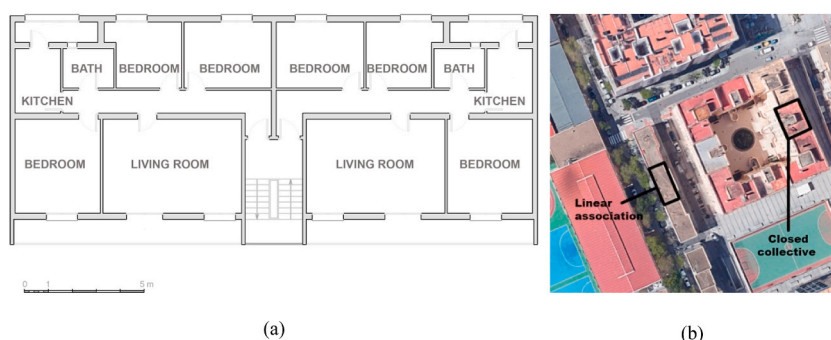 BATH BEDROOM BEDROOM BEDROOM BEDROOM BATH
KITCHEN KITCHEN
BEDROOM LIVING ROOM LIVING ROOM BEDROOM
0 1 5 m
(a)
Linear
association
Closed
collective
(b)